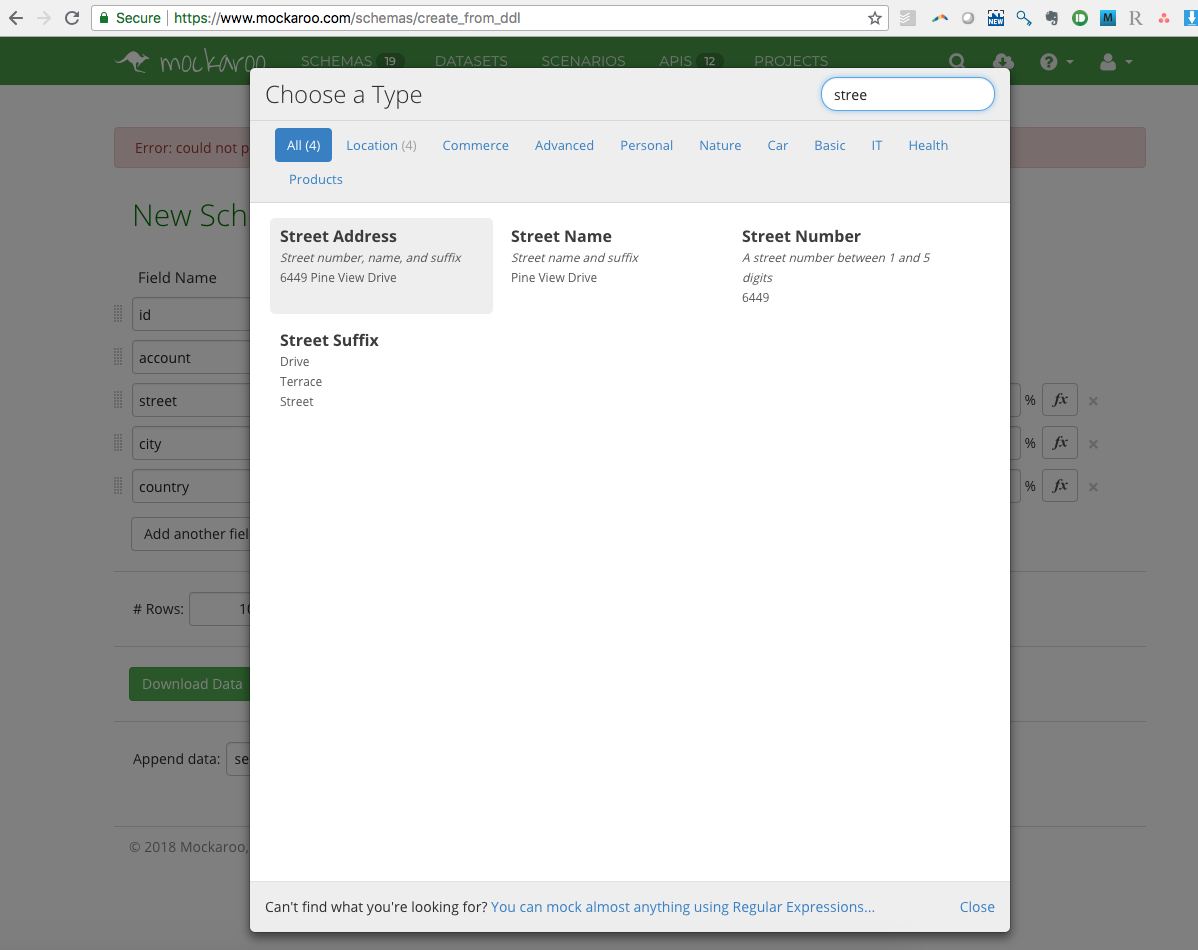 Secure https://www.mockaroo.com/schemas/create_from_ddl
mockaroo SCHEMAS 19 DATASETS SCENARIOS APIS 12 PROJECTS
Choose a Type stree
Error: could not p
All (4) Location (4) Commerce Advanced Personal Nature Car Basic IT Health
Products
New Sch
Street Address
Street number, name, and suffix
6449 Pine View Drive
Street Name
Street name and suffix
Pine View Drive
Street Number
A street number between 1 and 5
digits
6449
Street Suffix
Drive
Terrace
Street
Field Name
id
account
street % fx ×
city % fx ×
country % fx ×
Add another fiel
# Rows: 10
Download Data
Append data: se
© 2018 Mockaroo,
Can't find what you're looking for? You can mock almost anything using Regular Expressions... Close